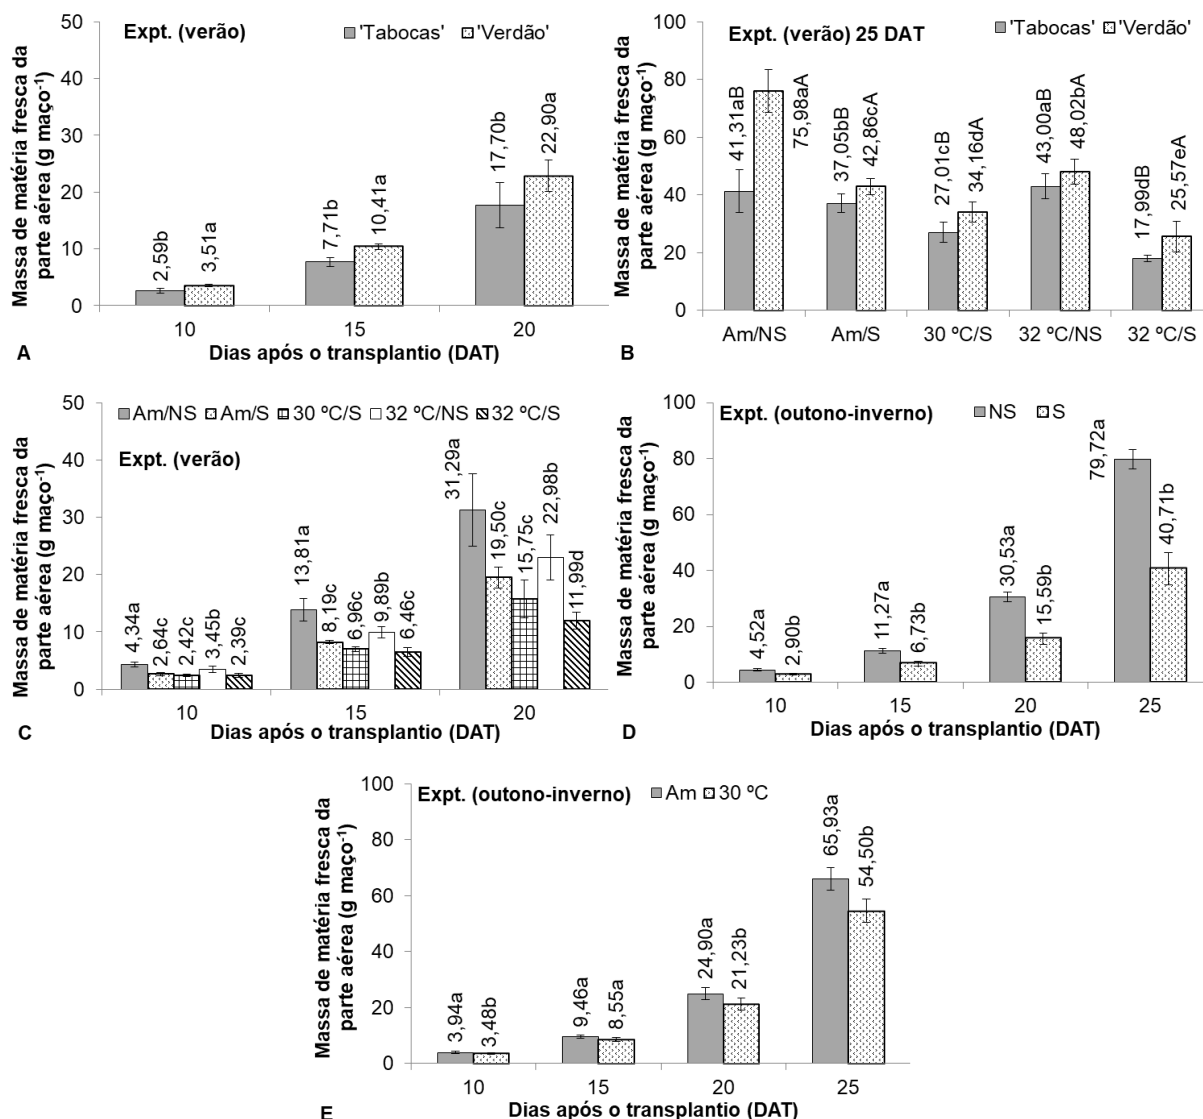 Massa de matéria fresca da
parte aérea (g maço⁻¹)
50
40
30
20
10
0
Expt. (verão)
'Tabocas' 'Verdão'
2,59b
3,51a
7,71b
10,41a
17,70b
22,90a
10 15 20
Dias após o transplantio (DAT)
A
Massa de matéria fresca da
parte aérea (g maço⁻¹)
100
80
60
40
20
0
'Tabocas' 'Verdão'
Expt. (verão) 25 DAT
41,31aB
75,98aA
37,05bB
42,86cA
27,01cB
34,16dA
43,00aB
48,02bA
17,99dB
25,57eA
Am/NS Am/S 30 ºC/S 32 ºC/NS 32 ºC/S
B
Massa de matéria fresca da
parte aérea (g maço⁻¹)
50
40
30
20
10
0
Am/NS Am/S 30 ºC/S 32 ºC/NS 32 ºC/S
Expt. (verão)
4,34a
2,64c
2,42c
3,45b
2,39c
13,81a
8,19c
6,96c
9,89b
6,46c
31,29a
19,50c
15,75c
22,98b
11,99d
10 15 20
Dias após o transplantio (DAT)
C
Massa de matéria fresca da
parte aérea (g maço⁻¹)
100
80
60
40
20
0
Expt. (outono-inverno)
NS S
4,52a
2,90b
11,27a
6,73b
30,53a
15,59b
79,72a
40,71b
10 15 20 25
Dias após o transplantio (DAT)
D
Massa de matéria fresca da
parte aérea (g maço⁻¹)
100
80
60
40
20
0
Expt. (outono-inverno) Am 30 ºC
3,94a
3,48b
9,46a
8,55a
24,90a
21,23b
65,93a
54,50b
10 15 20 25
Dias após o transplantio (DAT)
E